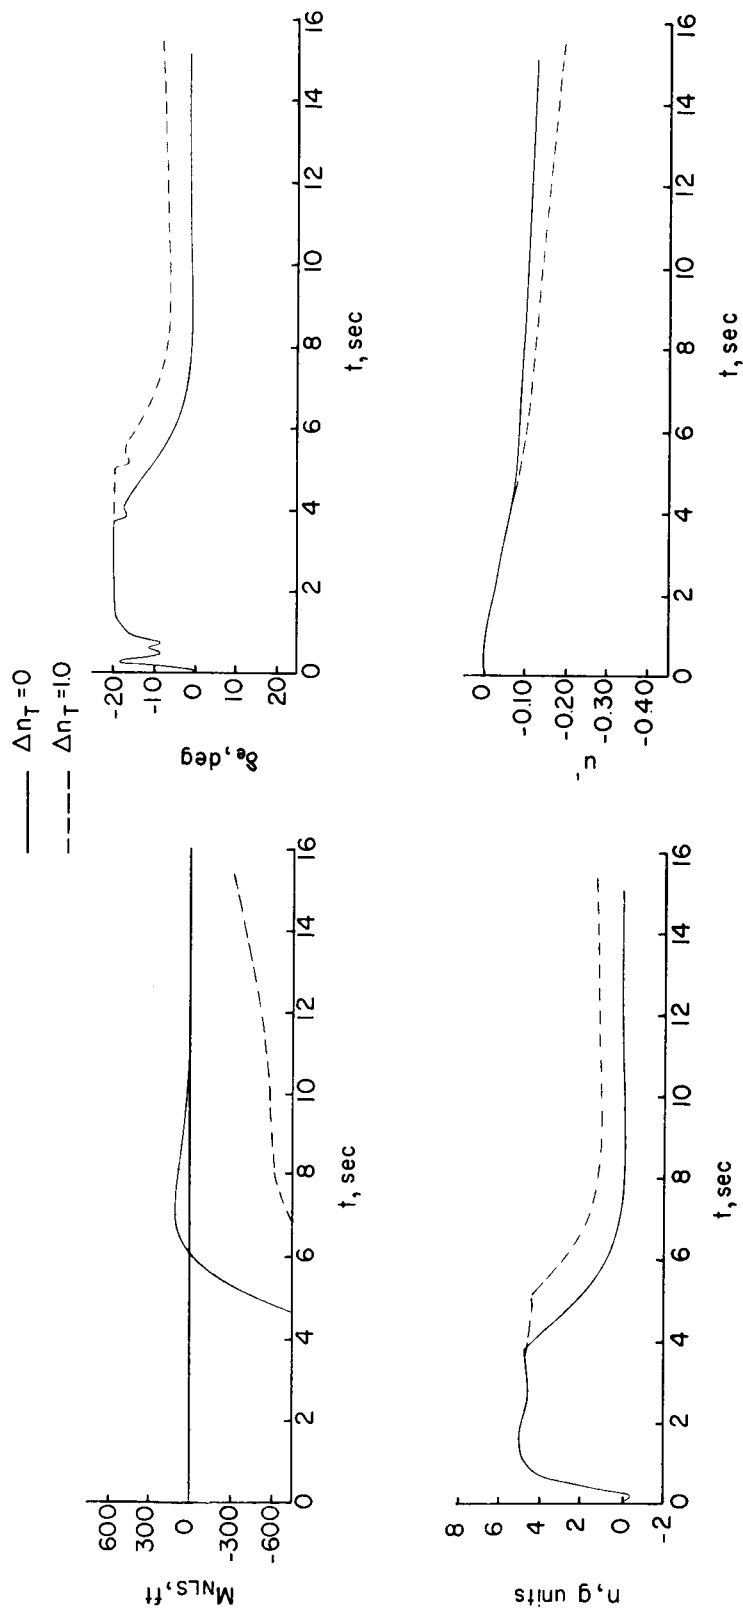 Δn_T = 0
Δn_T = 1.0
M_NLS, ft
600
300
0
-300
-600
0 2 4 6 8 10 12 14 16
t, sec
δ_e, deg
-20
-10
0
10
20
0 2 4 6 8 10 12 14 16
t, sec
n, g units
8
6
4
2
0
-2
0 2 4 6 8 10 12 14 16
t, sec
u'
0
-0.10
-0.20
-0.30
-0.40
0 2 4 6 8 10 12 14 16
t, sec